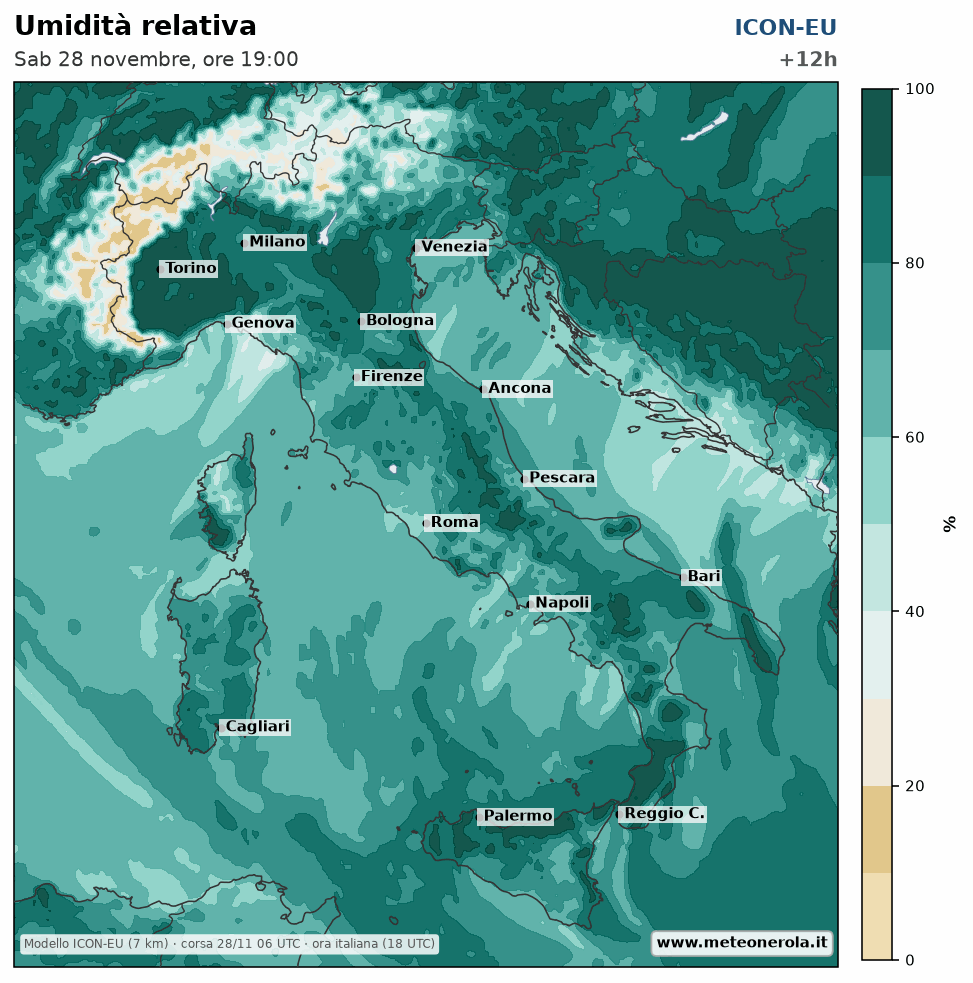 Umidità relativa
ICON-EU
Sab 28 novembre, ore 19:00
+12h
Milano
Venezia
Torino
Genova
Bologna
Firenze
Ancona
Pescara
Roma
Bari
Napoli
Cagliari
Palermo
Reggio C.
100
80
60
40
20
0
%
Modello ICON-EU (7 km) · corsa 28/11 06 UTC · ora italiana (18 UTC)
www.meteonerola.it